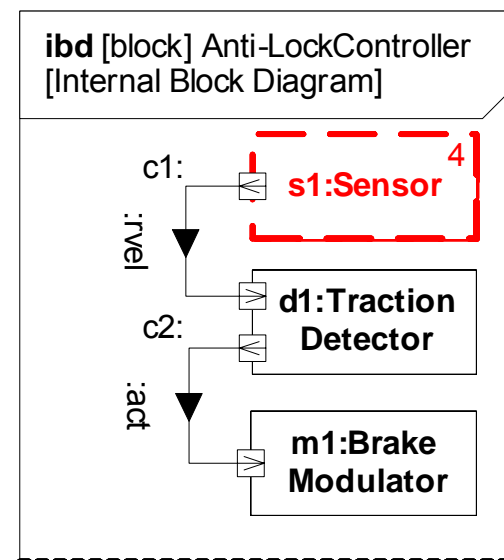 ibd [block] Anti-LockController
[Internal Block Diagram]
4
c1:
s1:Sensor
:rvel
d1:Traction
Detector
c2:
:act
m1:Brake
Modulator